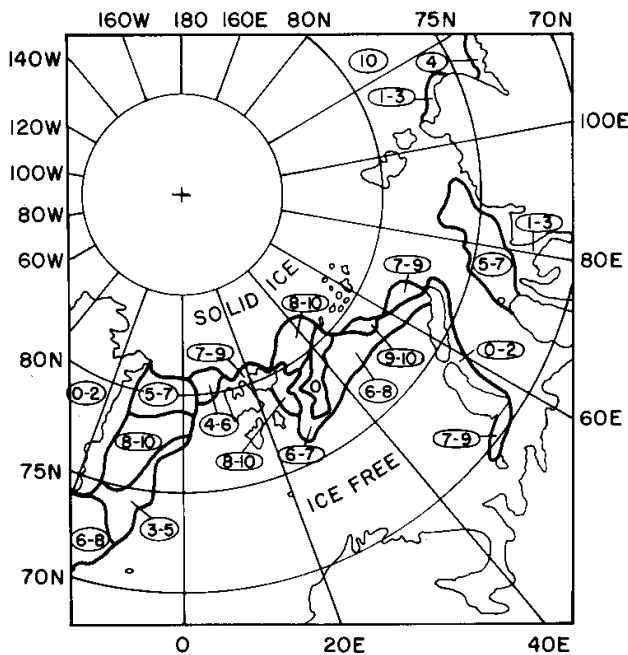 160W 180 160E 80N 75N 70N
140W 10 4
1-3
120W 100E
100W
80W 1-3
60W 7-9 5-7 80E
SOLID ICE
8-10
7-9
80N 9-10 0-2
0-2 5-7 0 6-8
4-6 60E
8-10 8-10 6-7 7-9
75N ICE FREE
6-8 3-5
70N
0 20E 40E